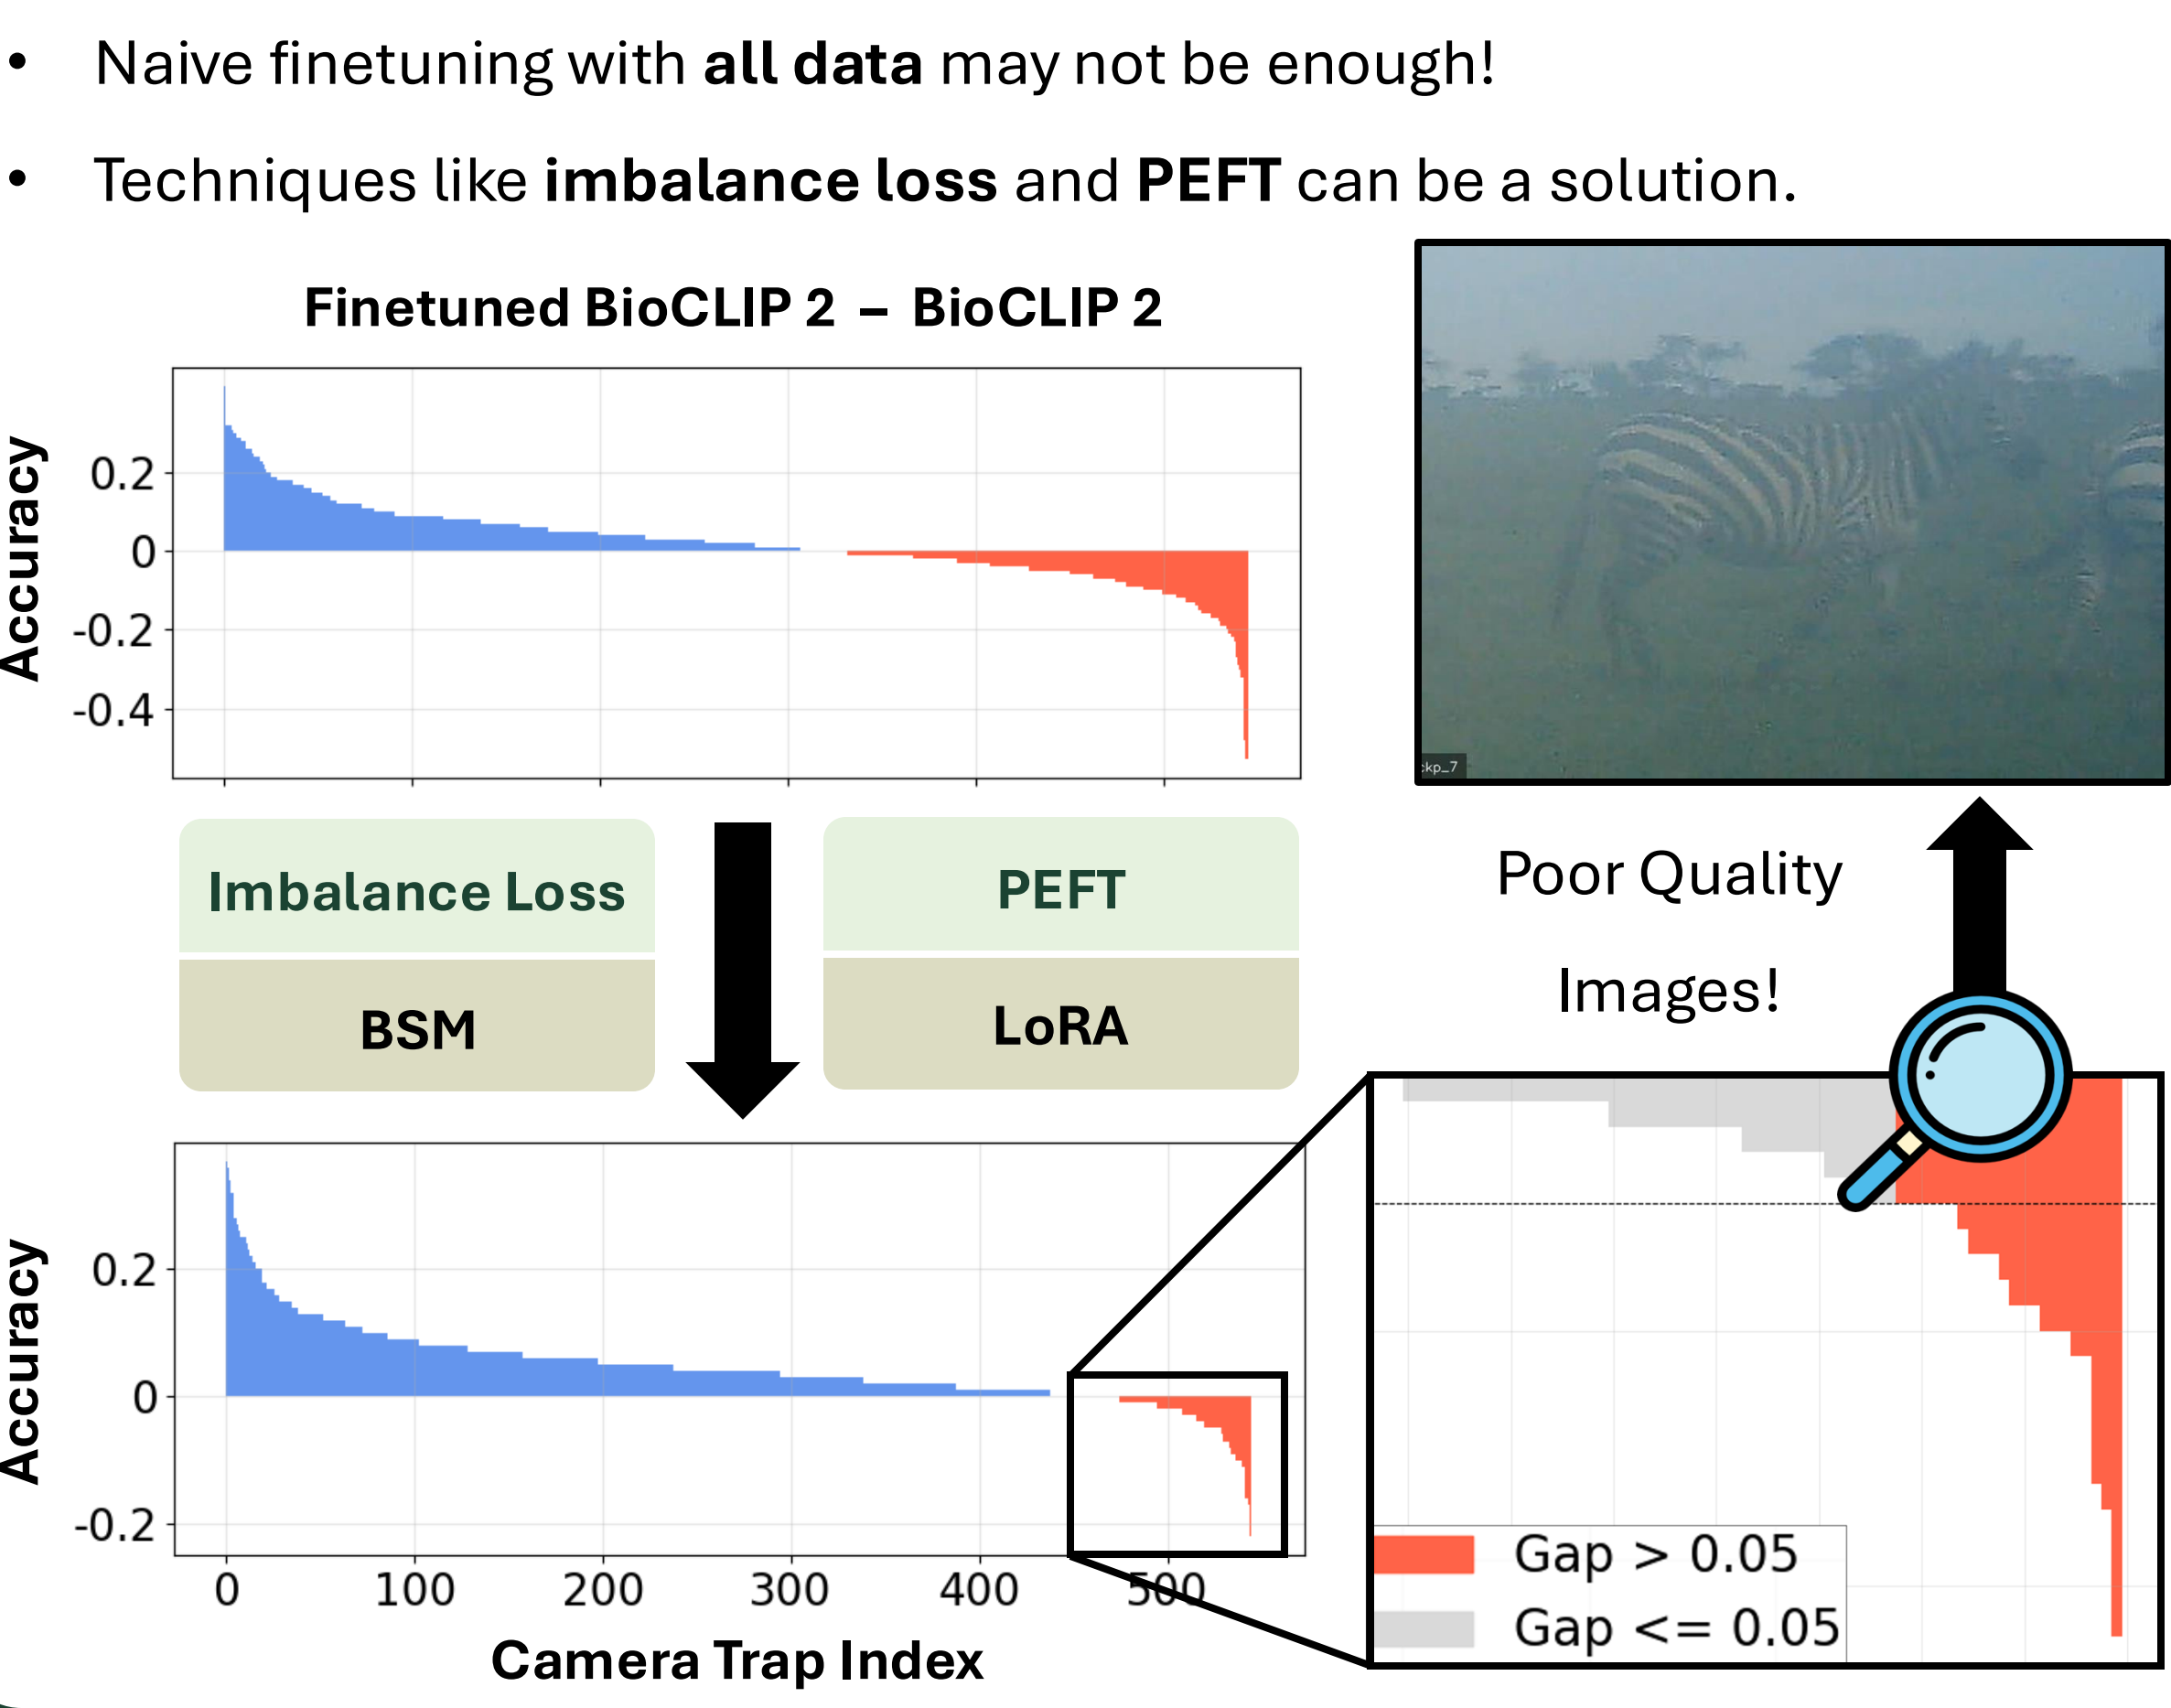 • Naive finetuning with all data may not be enough!
• Techniques like imbalance loss and PEFT can be a solution.
Finetuned BioCLIP 2 – BioCLIP 2
Accuracy
0.2
0
-0.2
-0.4
ckp_7
Imbalance Loss
BSM
PEFT
LoRA
Poor Quality
Images!
Accuracy
0.2
0
-0.2
0 100 200 300 400 500
Camera Trap Index
Gap > 0.05
Gap <= 0.05